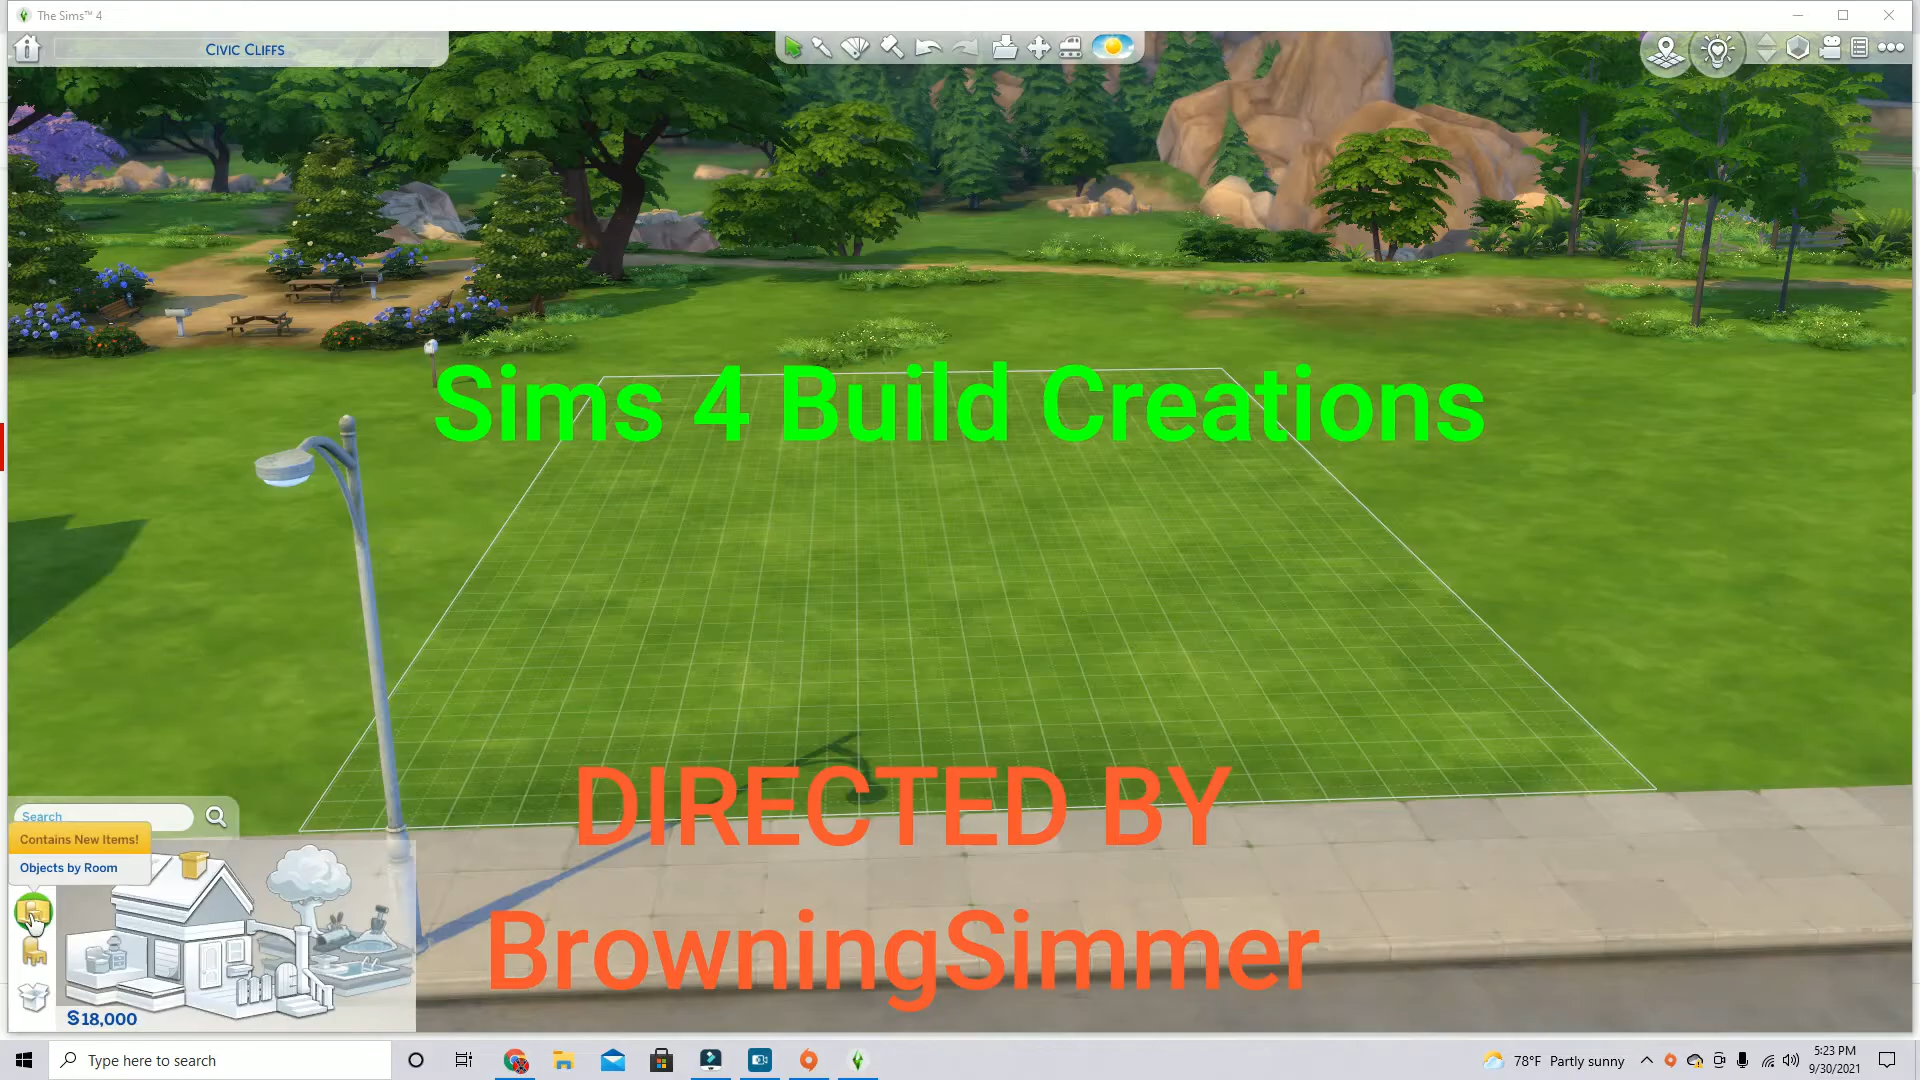 The Sims™ 4
Civic Cliffs
Sims 4 Build Creations
DIRECTED BY
BrowningSimmer
Search
Contains New Items!
Objects by Room
§18,000
Type here to search
78°F Partly sunny
5:23 PM
9/30/2021